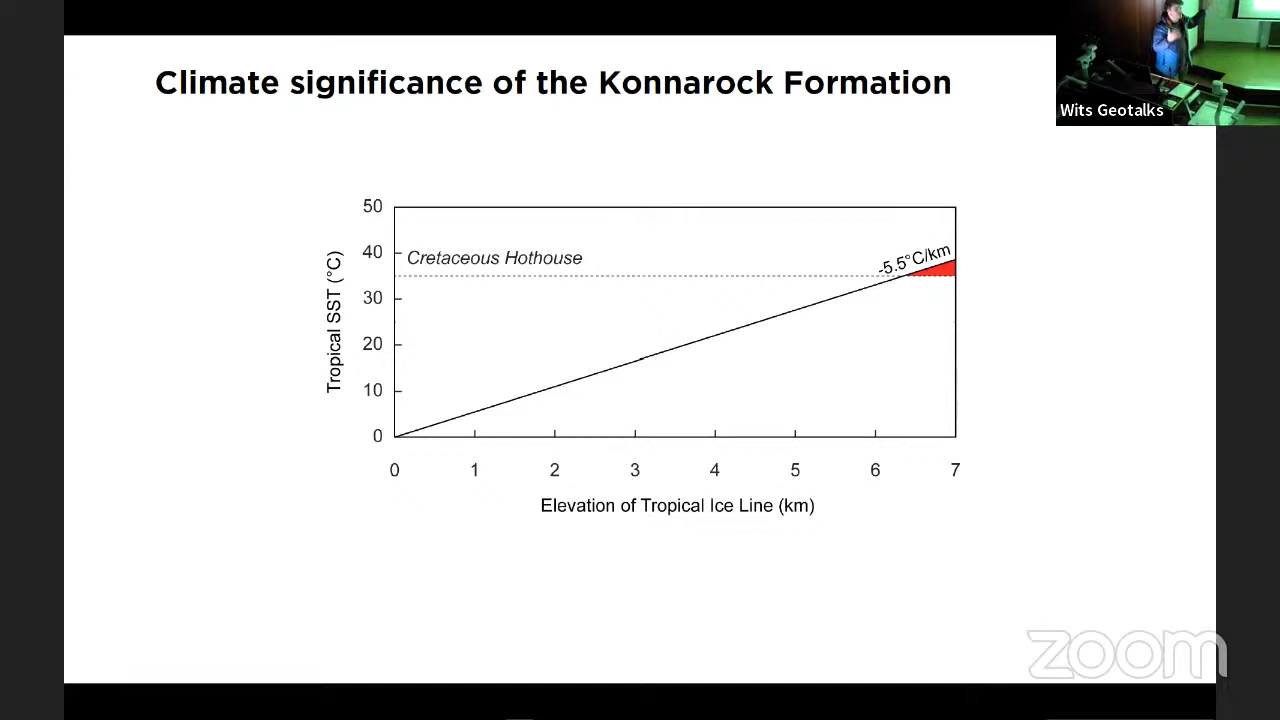 Climate significance of the Konnarock Formation
Wits Geotalks
50
40
30
20
10
0
Tropical SST (°C)
Cretaceous Hothouse
-5.5°C/km
0 1 2 3 4 5 6 7
Elevation of Tropical Ice Line (km)
zoom